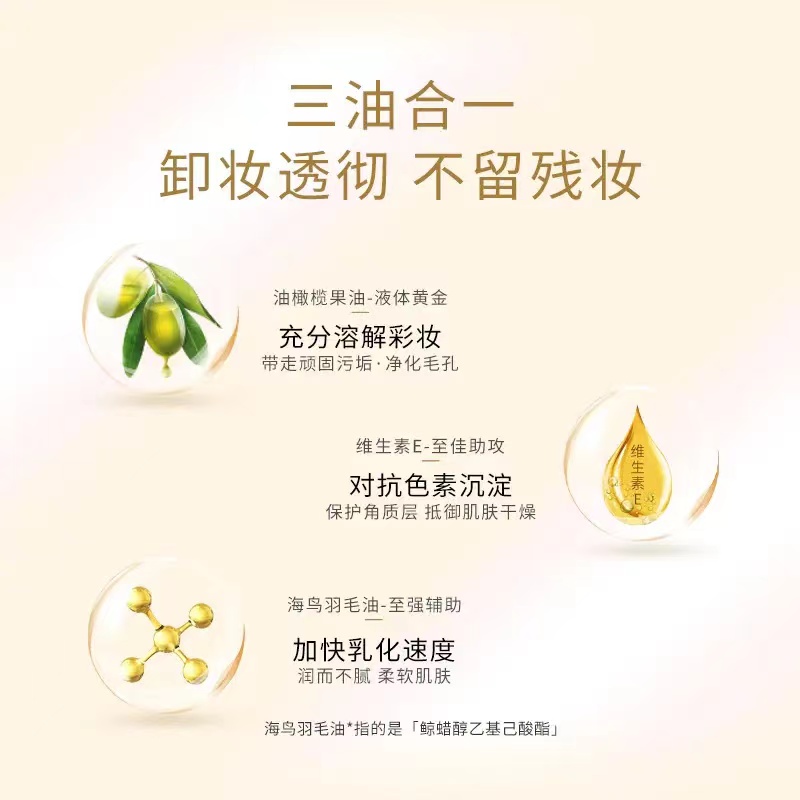 三油合一
卸妆透彻 不留残妆
油橄榄果油-液体黄金
充分溶解彩妆
带走顽固污垢·净化毛孔
维生素E-至佳助攻
对抗色素沉淀
保护角质层 抵御肌肤干燥
维生素E
海鸟羽毛油-至强辅助
加快乳化速度
润而不腻 柔软肌肤
海鸟羽毛油*指的是「鲸蜡醇乙基己酸酯」